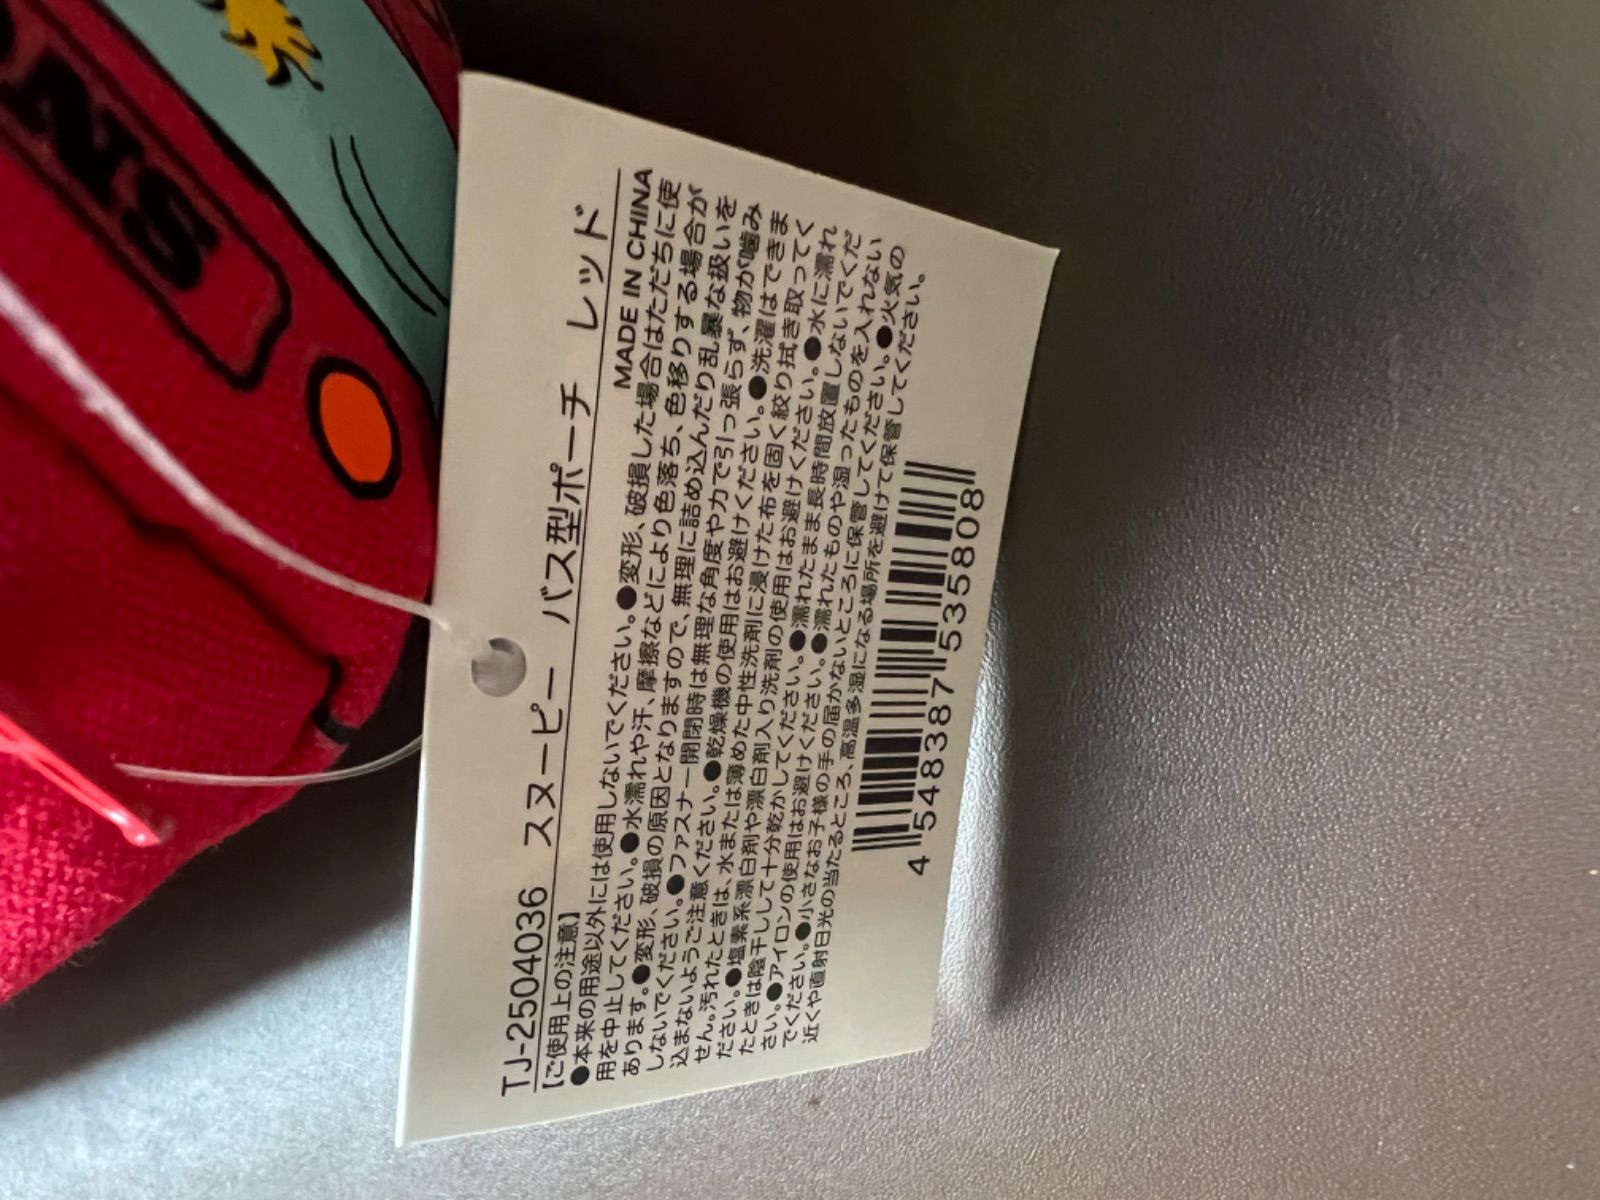 NS
TJ-2504036 スヌーピー バス型ポーチ レッド
MADE IN CHINA
【ご使用上の注意】
●本来の用途以外には使用しないでください。●変形、破損した場合はただちに使
用を中止してください。●水濡れや汗、摩擦などにより色落ち、色移りする場合が
あります。●変形、破損の原因となりますので、無理に詰め込んだり乱暴な扱いを
しないでください。●ファスナー開閉時は無理な角度や力で引っ張らず、物が噛み
込まないようご注意ください。●乾燥機の使用はお避けください。●洗濯はできま
せん。汚れたときは、水または薄めた中性洗剤に浸けた布を固く絞り拭き取ってく
ださい。●塩素系漂白剤や漂白剤入り洗剤の使用はお避けください。●水に濡れ
たときは陰干しして十分乾かしてください。●濡れたまま長時間放置しないでくだ
さい。●アイロンの使用はお避けください。●濡れたものや湿ったものを入れない
でください。●小さなお子様の手の届かないところに保管してください。●火気の
近くや直射日光の当たるところ、高温多湿になる場所を避けて保管してください。
4 548387 535808